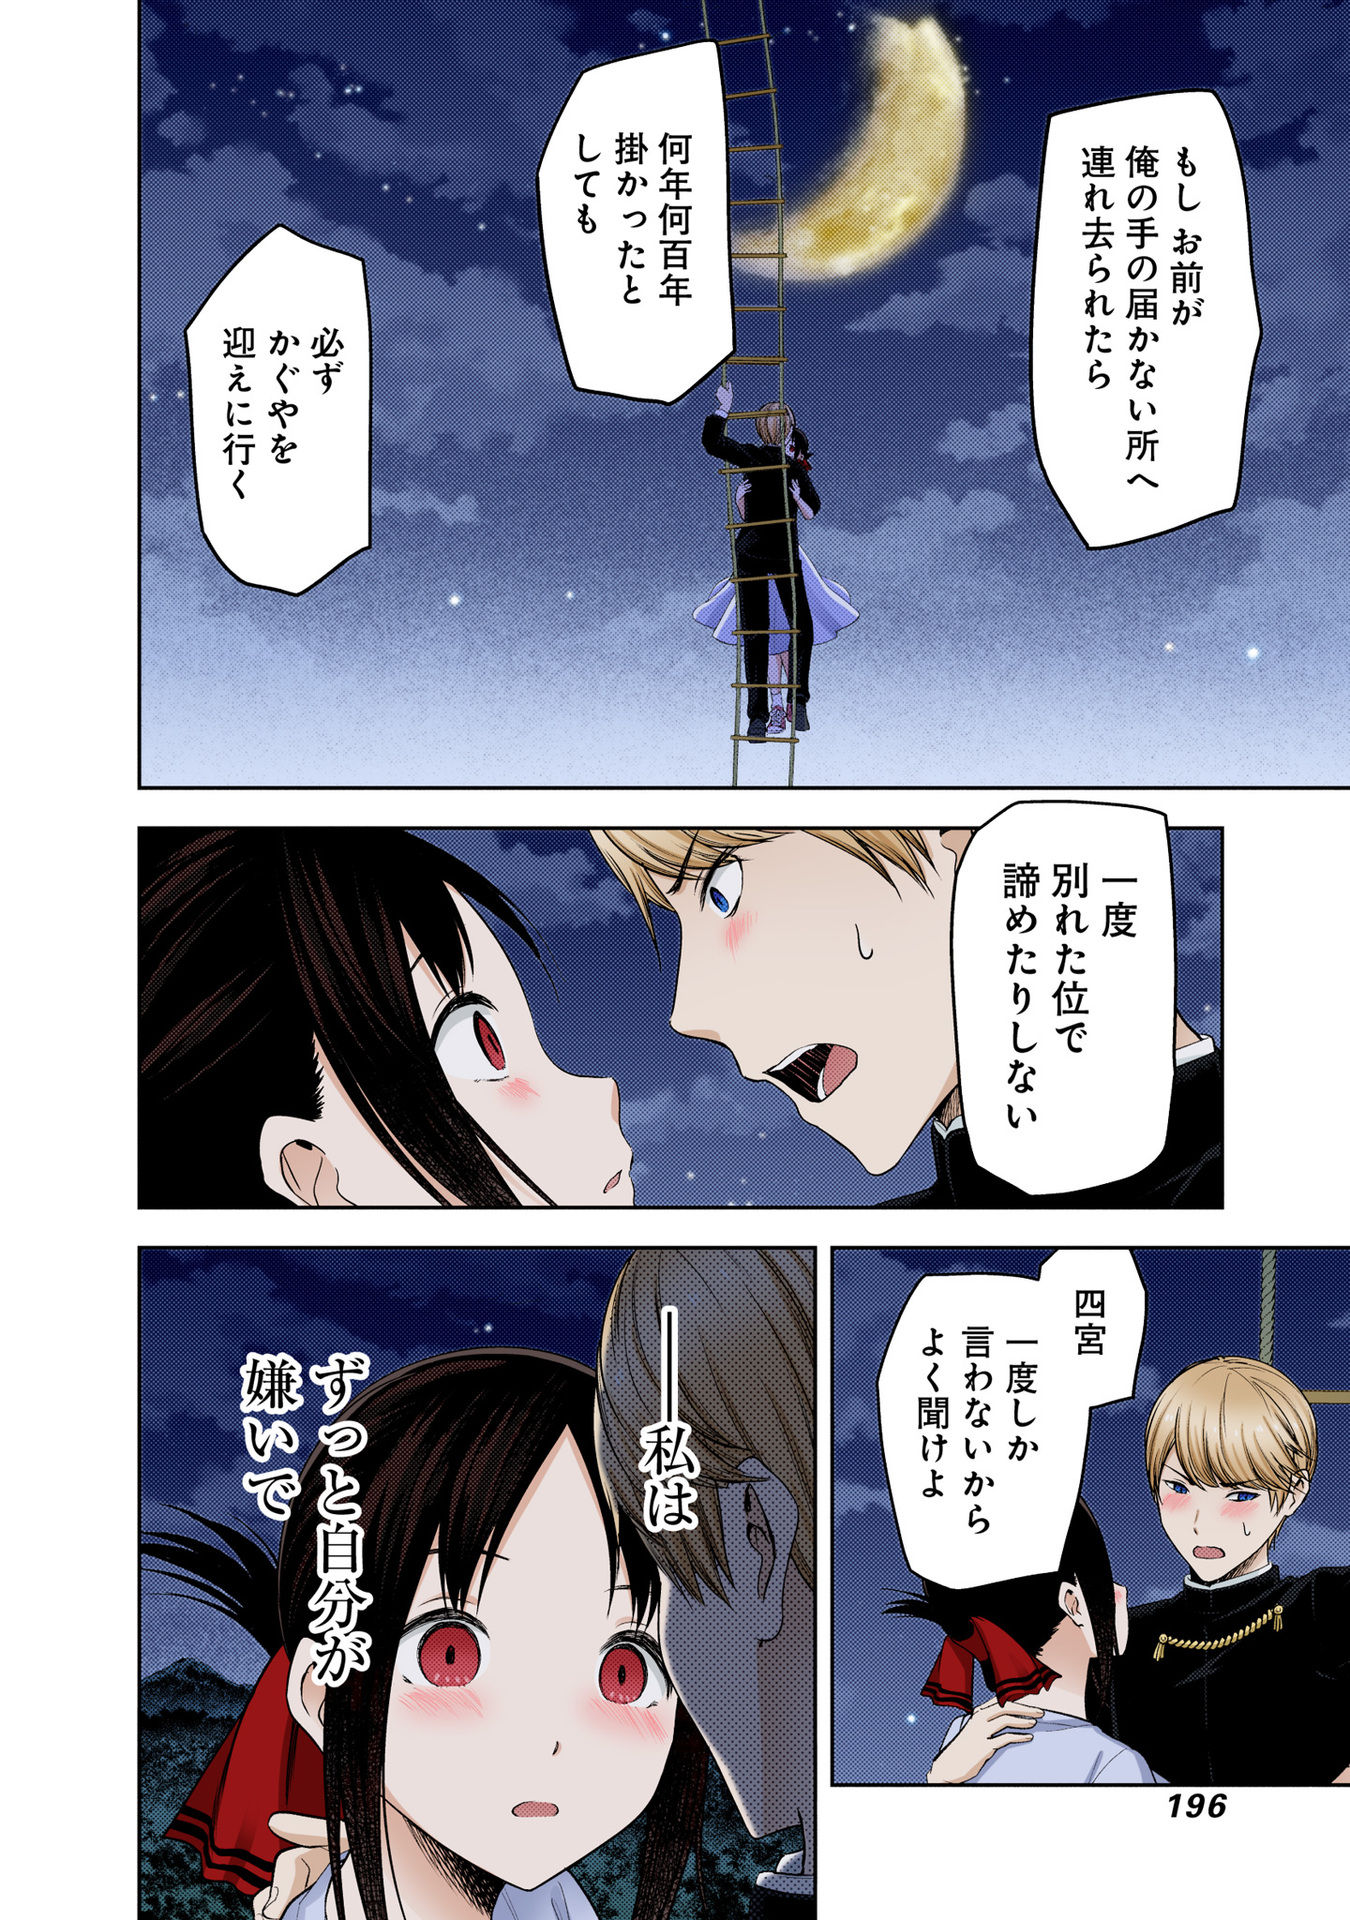 もし お前が
俺の手の届かない所へ
連れ去られたら
何年何百年
掛かったと
しても
必ず
かぐやを
迎えに行く
一度
別れた位で
諦めたりしない
四宮
一度しか
言わないから
よく聞けよ
──私は
ずっと自分が
嫌いで
196